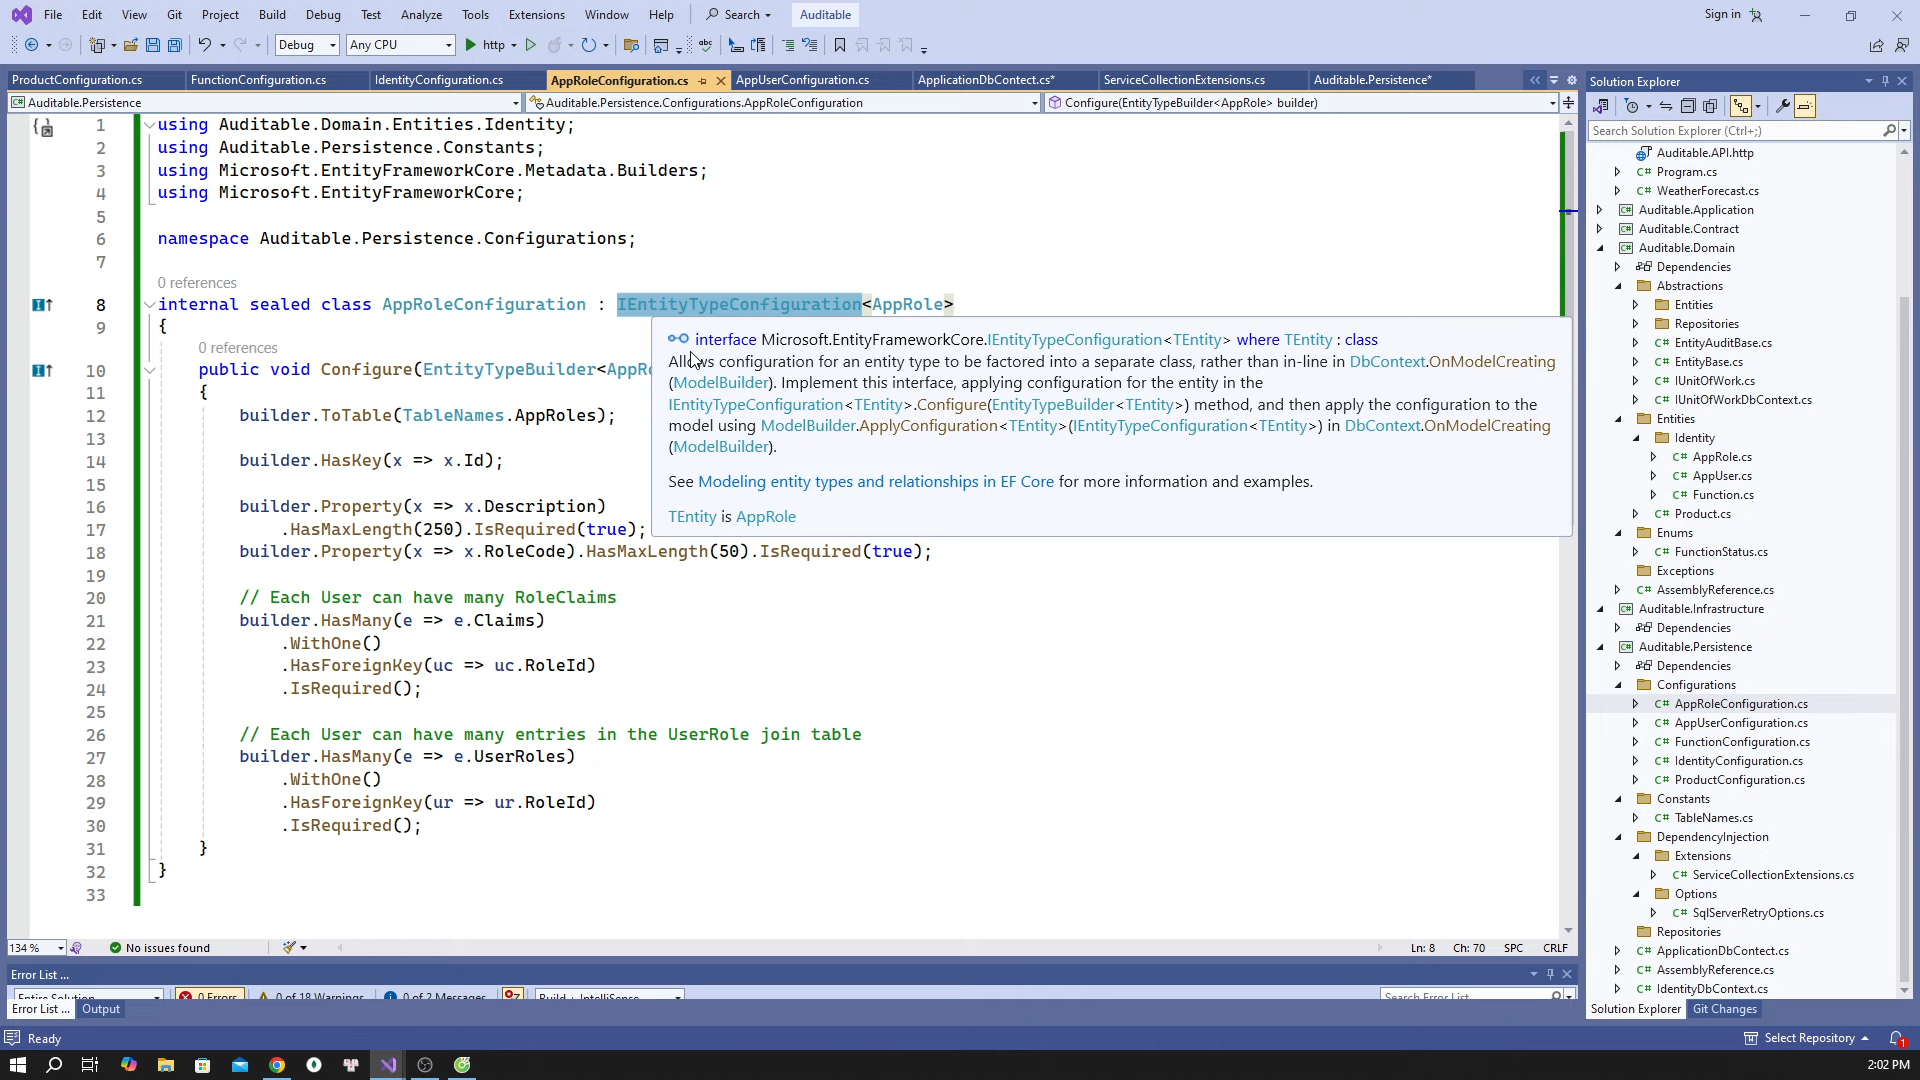 File Edit View Git Project Build Debug Test Analyze Tools Extensions Window Help Search Auditable Sign in
Debug Any CPU http
ProductConfiguration.cs FunctionConfiguration.cs IdentityConfiguration.cs AppRoleConfiguration.cs AppUserConfiguration.cs ApplicationDbContect.cs* ServiceCollectionExtensions.cs Auditable.Persistence*
Auditable.Persistence Auditable.Persistence.Configurations.AppRoleConfiguration Configure(EntityTypeBuilder<AppRole> builder)
1 using Auditable.Domain.Entities.Identity;
2 using Auditable.Persistence.Constants;
3 using Microsoft.EntityFrameworkCore.Metadata.Builders;
4 using Microsoft.EntityFrameworkCore;
5
6 namespace Auditable.Persistence.Configurations;
7
0 references
8 internal sealed class AppRoleConfiguration : IEntityTypeConfiguration<AppRole>
9 {
0 references
10 public void Configure(EntityTypeBuilder<AppRo
11 {
12 builder.ToTable(TableNames.AppRoles);
13
14 builder.HasKey(x => x.Id);
15
16 builder.Property(x => x.Description)
17 .HasMaxLength(250).IsRequired(true);
18 builder.Property(x => x.RoleCode).HasMaxLength(50).IsRequired(true);
19
20 // Each User can have many RoleClaims
21 builder.HasMany(e => e.Claims)
22 .WithOne()
23 .HasForeignKey(uc => uc.RoleId)
24 .IsRequired();
25
26 // Each User can have many entries in the UserRole join table
27 builder.HasMany(e => e.UserRoles)
28 .WithOne()
29 .HasForeignKey(ur => ur.RoleId)
30 .IsRequired();
31 }
32 }
33
interface Microsoft.EntityFrameworkCore.IEntityTypeConfiguration<TEntity> where TEntity : class
Allows configuration for an entity type to be factored into a separate class, rather than in-line in DbContext.OnModelCreating
(ModelBuilder). Implement this interface, applying configuration for the entity in the
IEntityTypeConfiguration<TEntity>.Configure(EntityTypeBuilder<TEntity>) method, and then apply the configuration to the
model using ModelBuilder.ApplyConfiguration<TEntity>(IEntityTypeConfiguration<TEntity>) in DbContext.OnModelCreating
(ModelBuilder).
See Modeling entity types and relationships in EF Core for more information and examples.
TEntity is AppRole
134 % No issues found Ln: 8 Ch: 70 SPC CRLF
Error List ...
Entire Solution 0 Errors 0 of 18 Warnings 0 of 2 Messages Build + IntelliSense Search Error List
Error List ... Output
Solution Explorer
Search Solution Explorer (Ctrl+;)
Auditable.API.http
C# Program.cs
C# WeatherForecast.cs
Auditable.Application
Auditable.Contract
Auditable.Domain
Dependencies
Abstractions
Entities
Repositories
C# EntityAuditBase.cs
C# EntityBase.cs
C# IUnitOfWork.cs
C# IUnitOfWorkDbContext.cs
Entities
Identity
C# AppRole.cs
C# AppUser.cs
C# Function.cs
C# Product.cs
Enums
C# FunctionStatus.cs
Exceptions
C# AssemblyReference.cs
Auditable.Infrastructure
Dependencies
Auditable.Persistence
Dependencies
Configurations
C# AppRoleConfiguration.cs
C# AppUserConfiguration.cs
C# FunctionConfiguration.cs
C# IdentityConfiguration.cs
C# ProductConfiguration.cs
Constants
C# TableNames.cs
DependencyInjection
Extensions
C# ServiceCollectionExtensions.cs
Options
C# SqlServerRetryOptions.cs
Repositories
C# ApplicationDbContect.cs
C# AssemblyReference.cs
C# IdentityDbContext.cs
Solution Explorer Git Changes
Ready Select Repository 1
2:02 PM